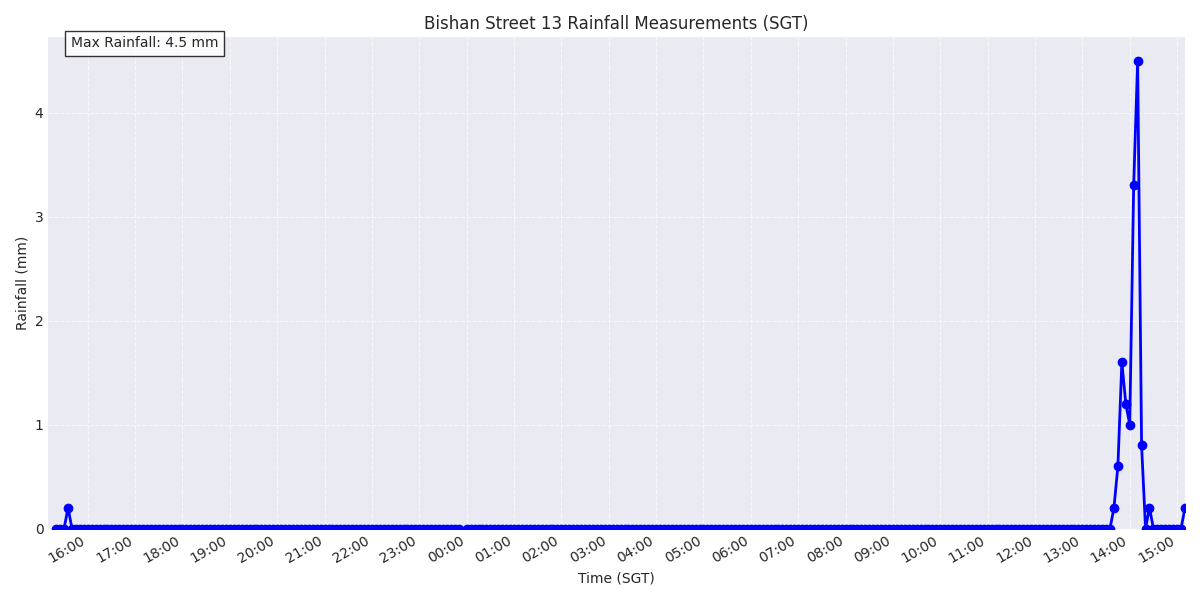 Bishan Street 13 Rainfall Measurements (SGT)
Max Rainfall: 4.5 mm
Rainfall (mm)
4
3
2
1
0
16:00 17:00 18:00 19:00 20:00 21:00 22:00 23:00 00:00 01:00 02:00 03:00 04:00 05:00 06:00 07:00 08:00 09:00 10:00 11:00 12:00 13:00 14:00 15:00
Time (SGT)